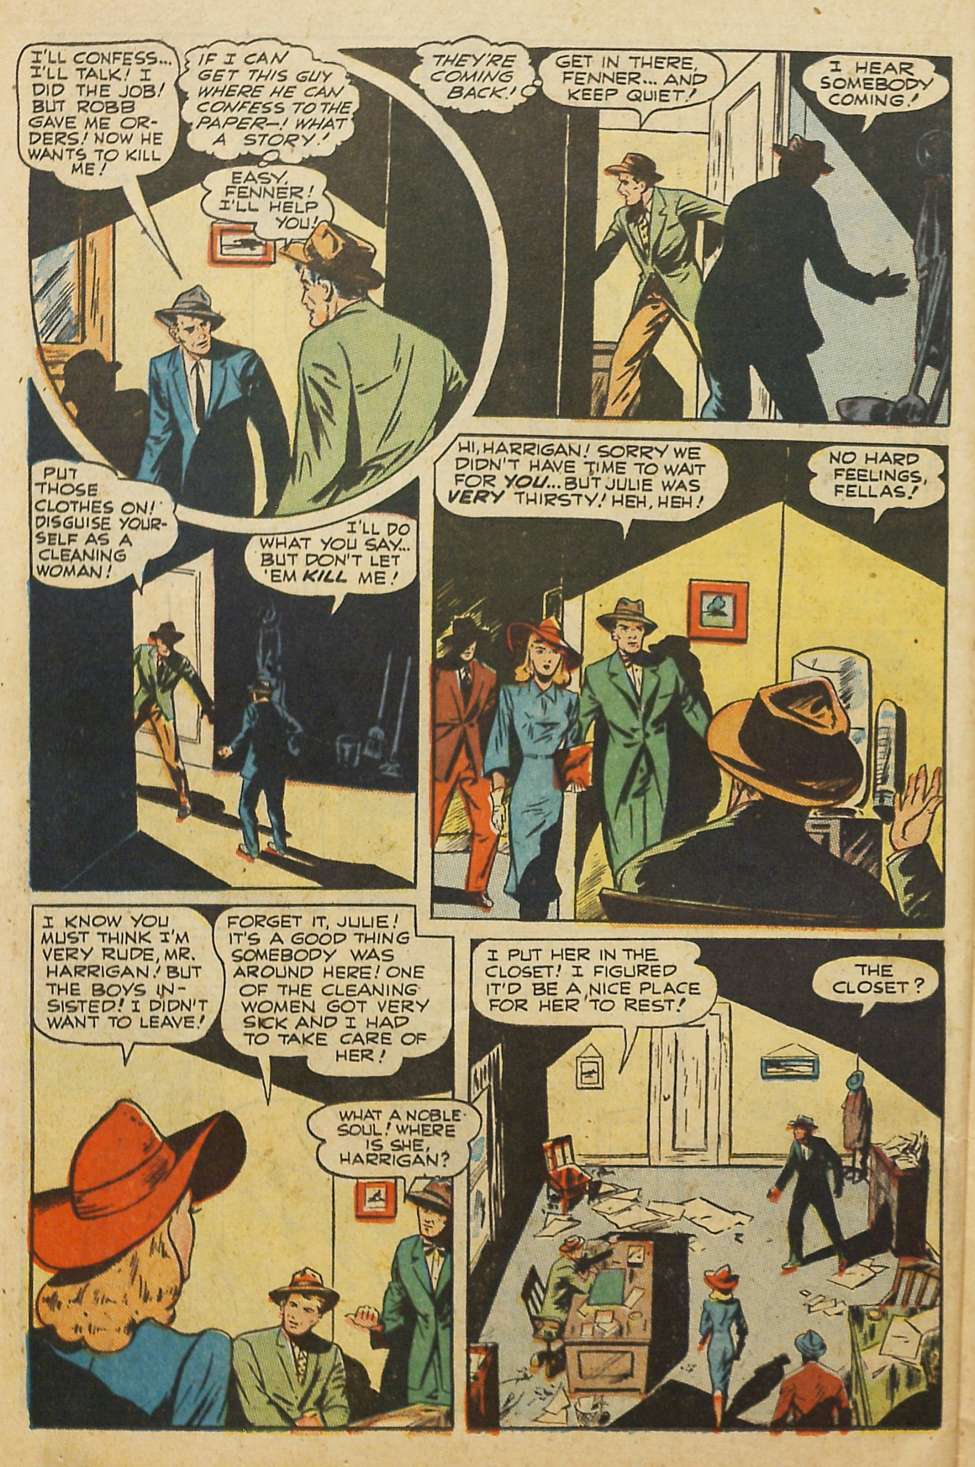 I'LL CONFESS...
I'LL TALK! I
DID THE JOB!
BUT ROBB
GAVE ME OR-
DERS! NOW HE
WANTS TO KILL
ME!
IF I CAN
GET THIS GUY
WHERE HE CAN
CONFESS TO THE
PAPER—! WHAT
A STORY!
EASY,
FENNER!
I'LL HELP
YOU!
THEY'RE
COMING
BACK!
GET IN THERE,
FENNER... AND
KEEP QUIET!
I HEAR
SOMEBODY
COMING!
PUT
THOSE
CLOTHES ON!
DISGUISE YOUR-
SELF AS A
CLEANING
WOMAN!
I'LL DO
WHAT YOU SAY...
BUT DON'T LET
'EM KILL ME!
HI, HARRIGAN! SORRY WE
DIDN'T HAVE TIME TO WAIT
FOR YOU... BUT JULIE WAS
VERY THIRSTY! HEH, HEH!
NO HARD
FEELINGS,
FELLAS!
I KNOW YOU
MUST THINK I'M
VERY RUDE, MR.
HARRIGAN! BUT
THE BOYS IN-
SISTED! I DIDN'T
WANT TO LEAVE!
FORGET IT, JULIE!
IT'S A GOOD THING
SOMEBODY WAS
AROUND HERE! ONE
OF THE CLEANING
WOMEN GOT VERY
SICK AND I HAD
TO TAKE CARE OF
HER!
WHAT A NOBLE
SOUL! WHERE
IS SHE,
HARRIGAN?
I PUT HER IN THE
CLOSET! I FIGURED
IT'D BE A NICE PLACE
FOR HER TO REST!
THE
CLOSET?